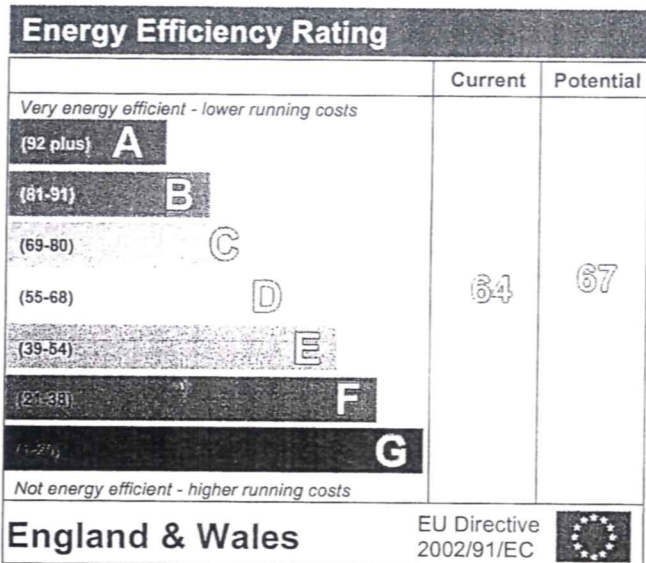 Energy Efficiency Rating
Current Potential
Very energy efficient - lower running costs
(92 plus) A
(81-91) B
(69-80) C
(55-68) D
64 67
(39-54) E
(21-38) F
G
Not energy efficient - higher running costs
England & Wales
EU Directive
2002/91/EC